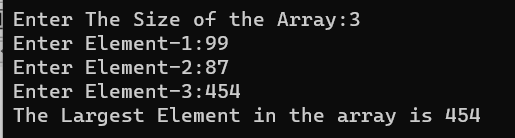 Enter The Size of the Array:3
Enter Element-1:99
Enter Element-2:87
Enter Element-3:454
The Largest Element in the array is 454